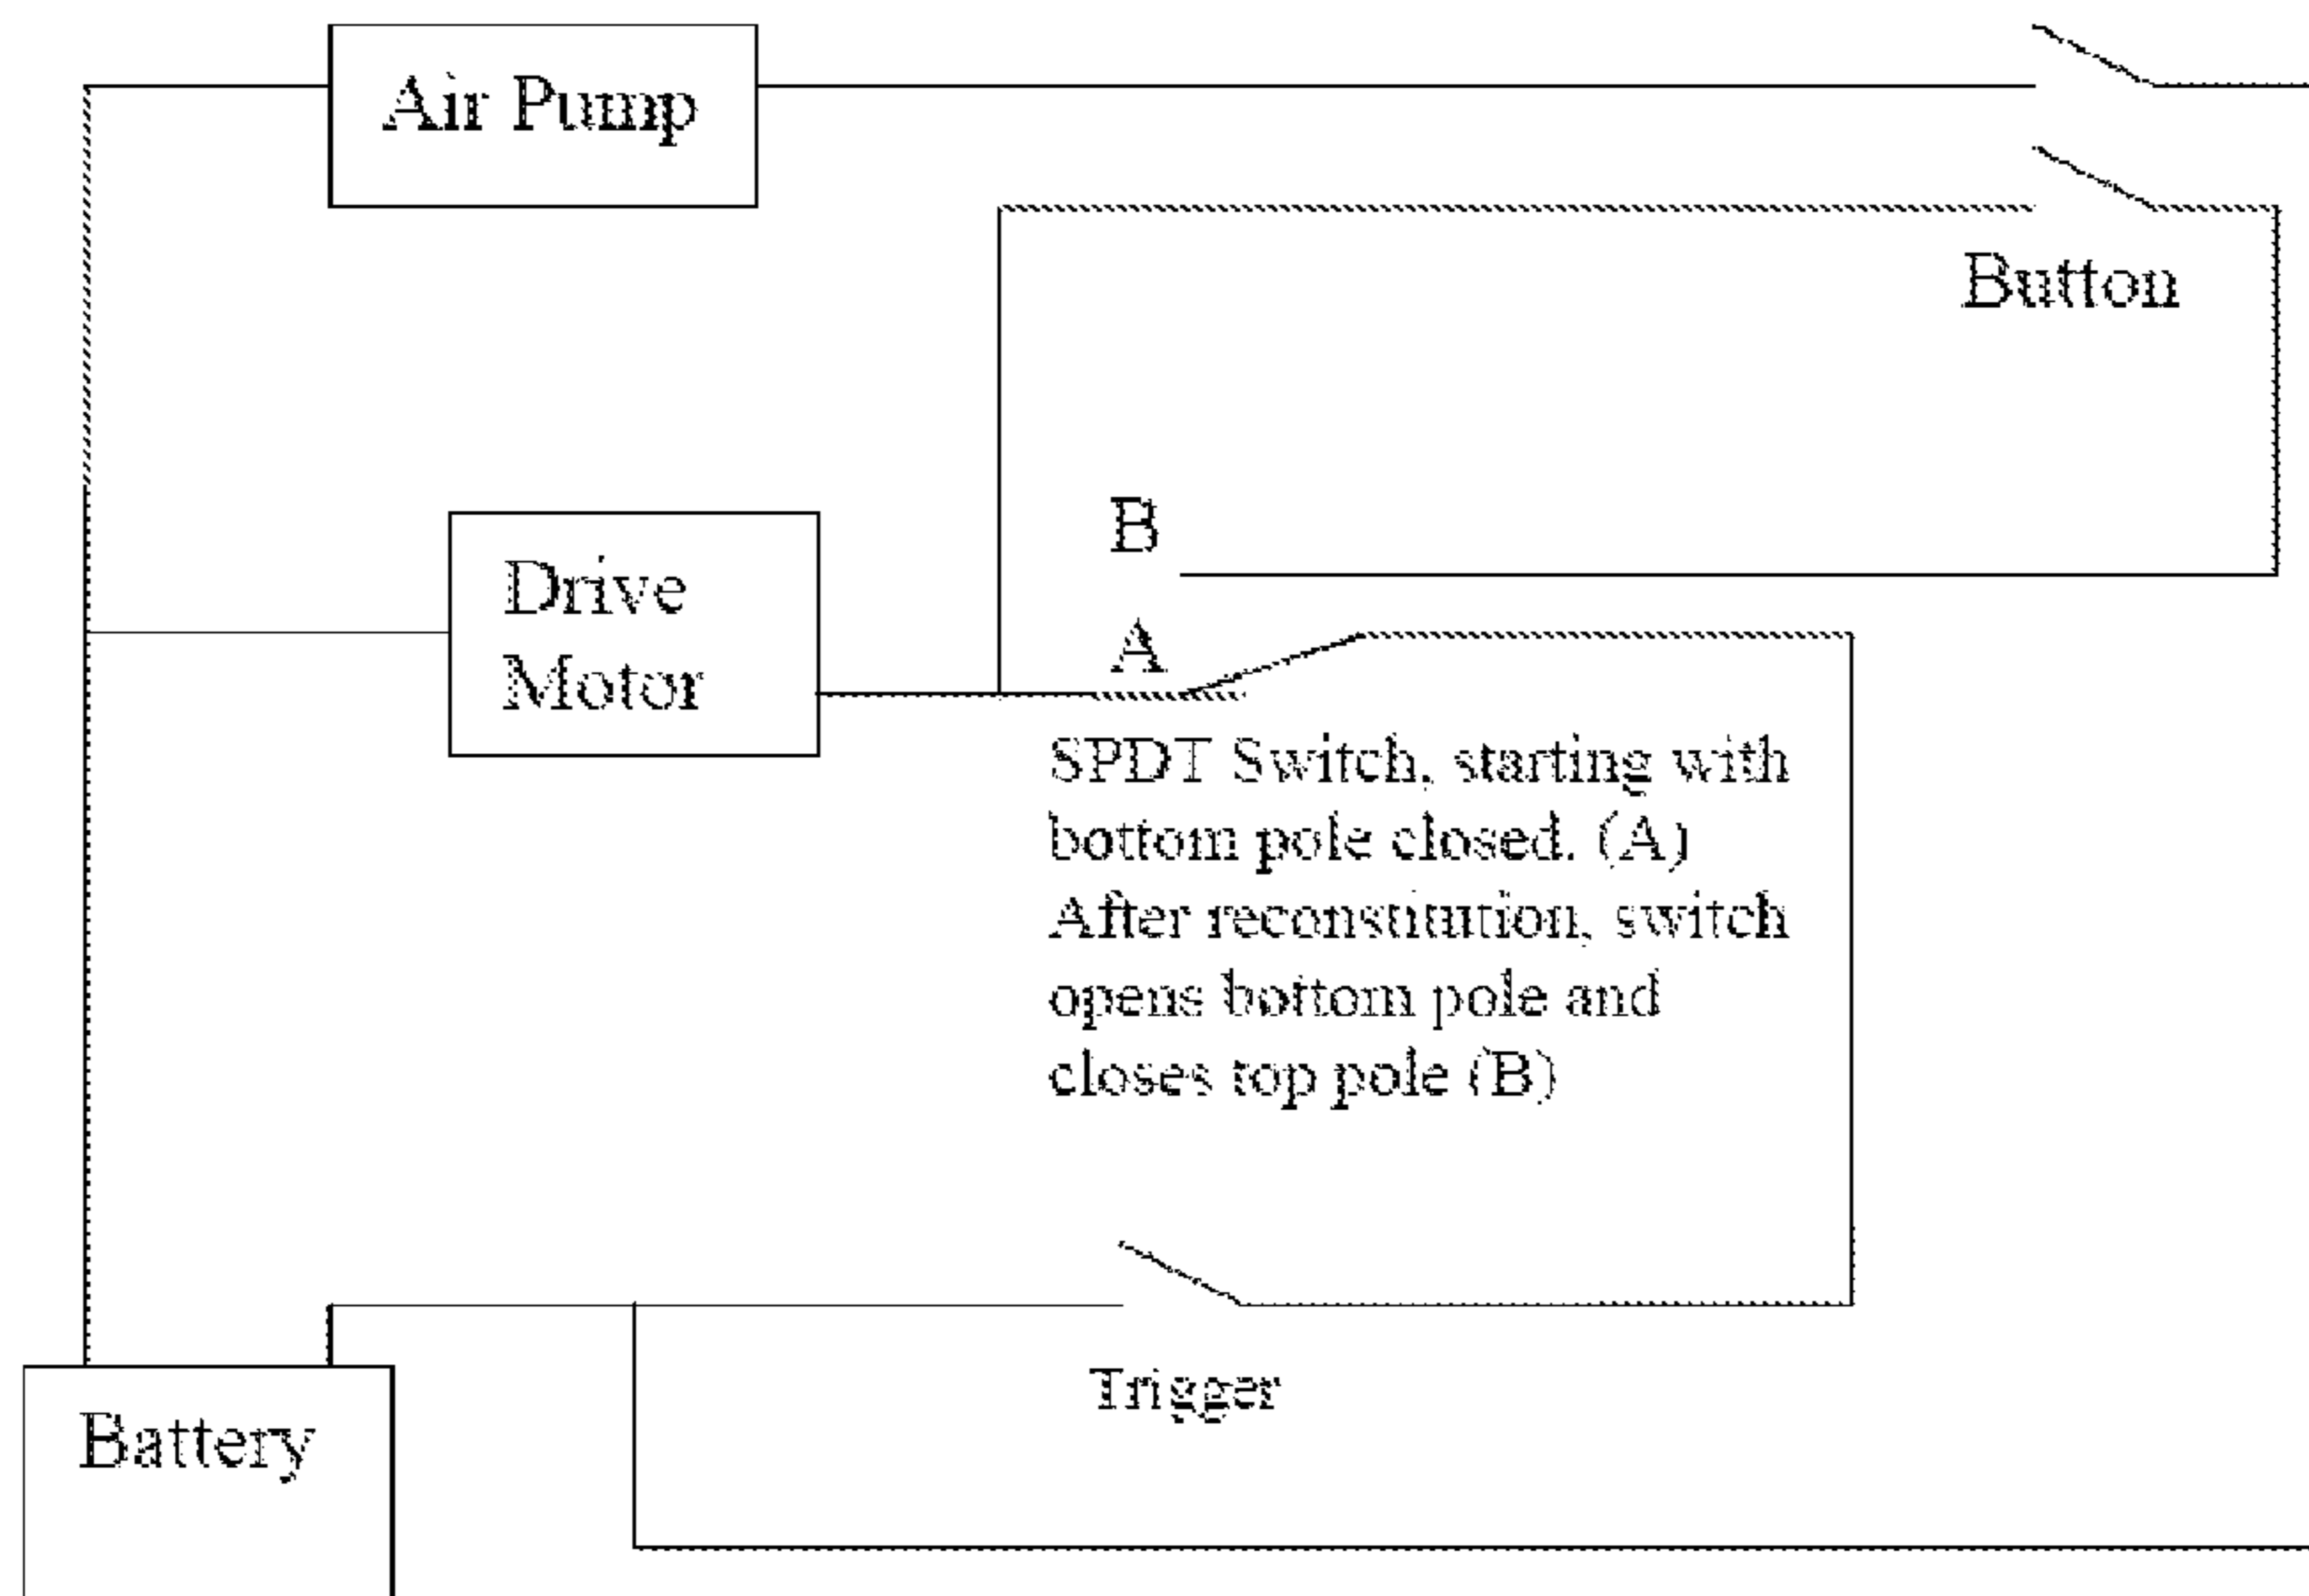 Air Pump
Button
B
Drive
Motor
A
SPDT Switch, starting with
bottom pole closed. (A)
After reconstitution, switch
opens bottom pole and
closes top pole (B)
Trigger
Battery